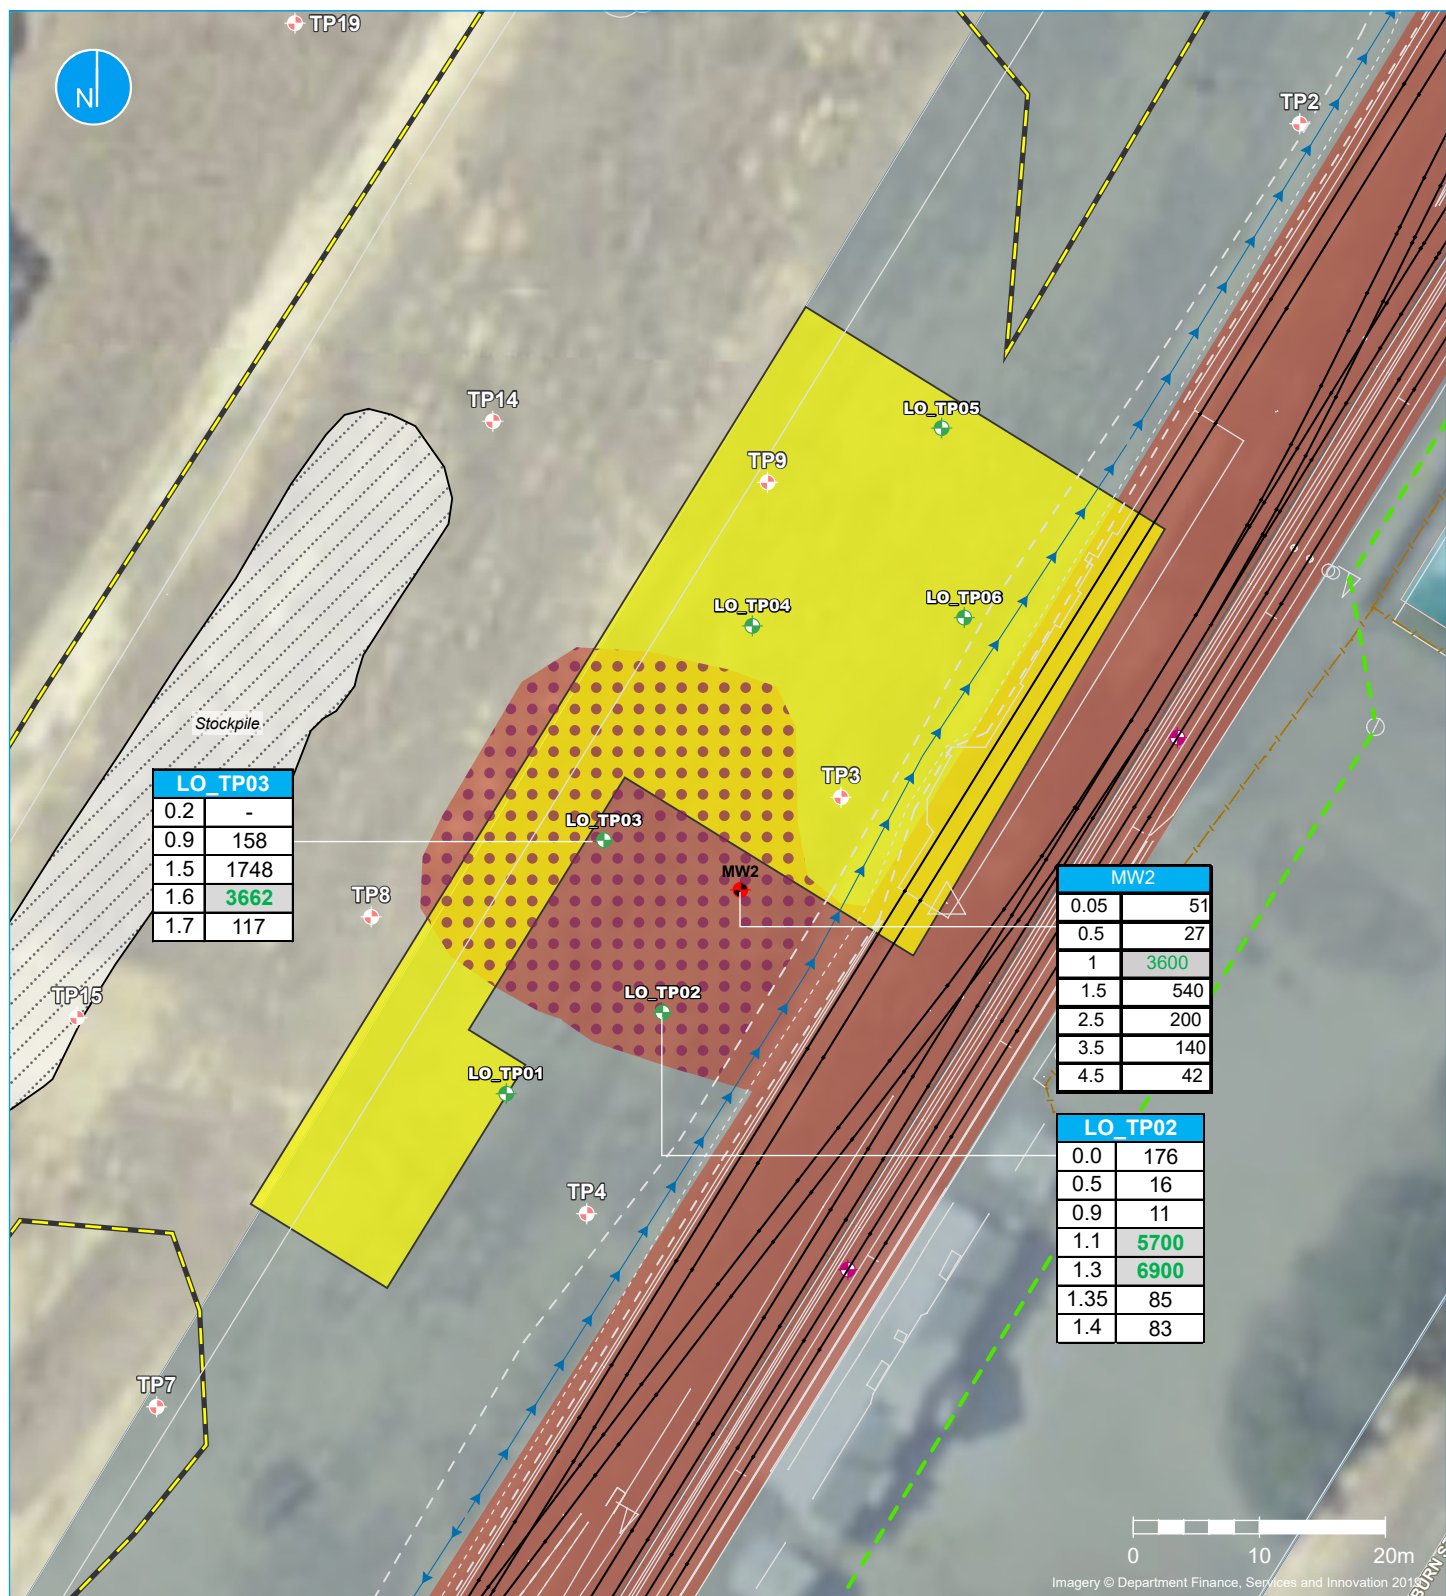 TP19
N
TP2
TP14
LO_TP05
TP9
LO_TP04
LO_TP06
Stockpile
LO_TP03
0.2 -
0.9 158
1.5 1748
1.6 3662
1.7 117
TP3
LO_TP03
MW2
TP8
MW2
0.05 51
0.5 27
1 3600
1.5 540
2.5 200
3.5 140
4.5 42
TP15
LO_TP02
LO_TP01
LO_TP02
0.0 176
0.5 16
0.9 11
1.1 5700
1.3 6900
1.35 85
1.4 83
TP4
TP7
0 10 20m
Imagery © Department Finance, Services and Innovation